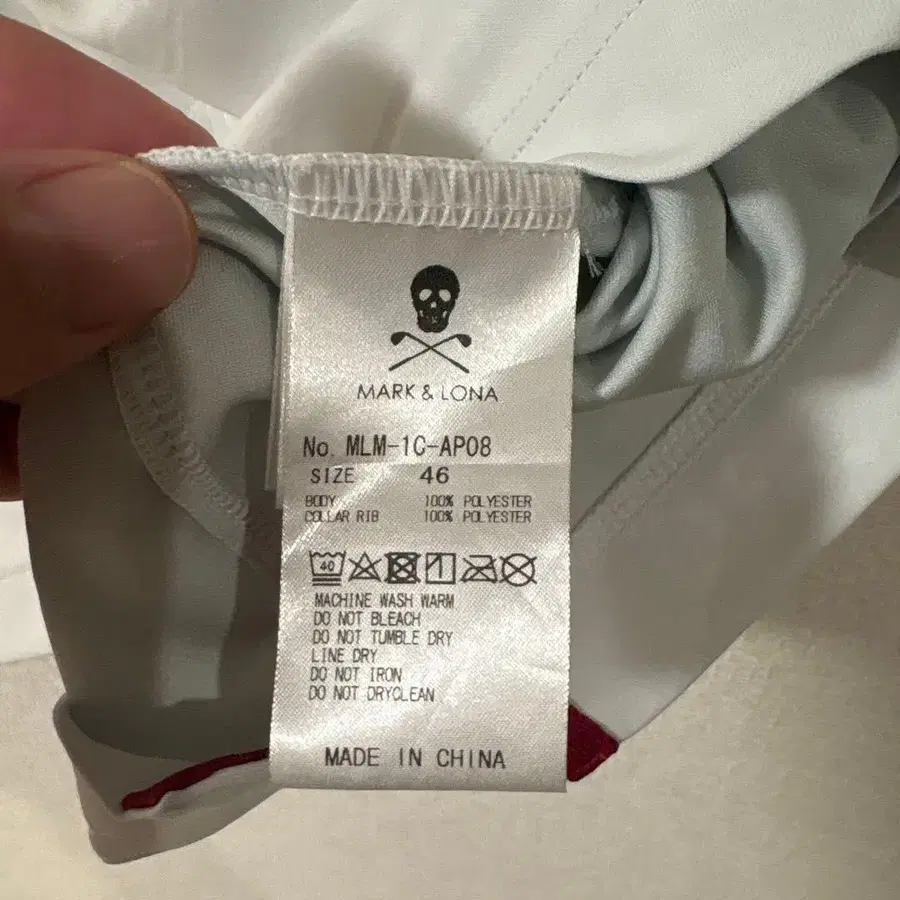 MARK & LONA
No. MLM-1C-AP08
SIZE 46
BODY 100% POLYESTER
COLLAR RIB 100% POLYESTER
40
MACHINE WASH WARM
DO NOT BLEACH
DO NOT TUMBLE DRY
LINE DRY
DO NOT IRON
DO NOT DRYCLEAN
MADE IN CHINA